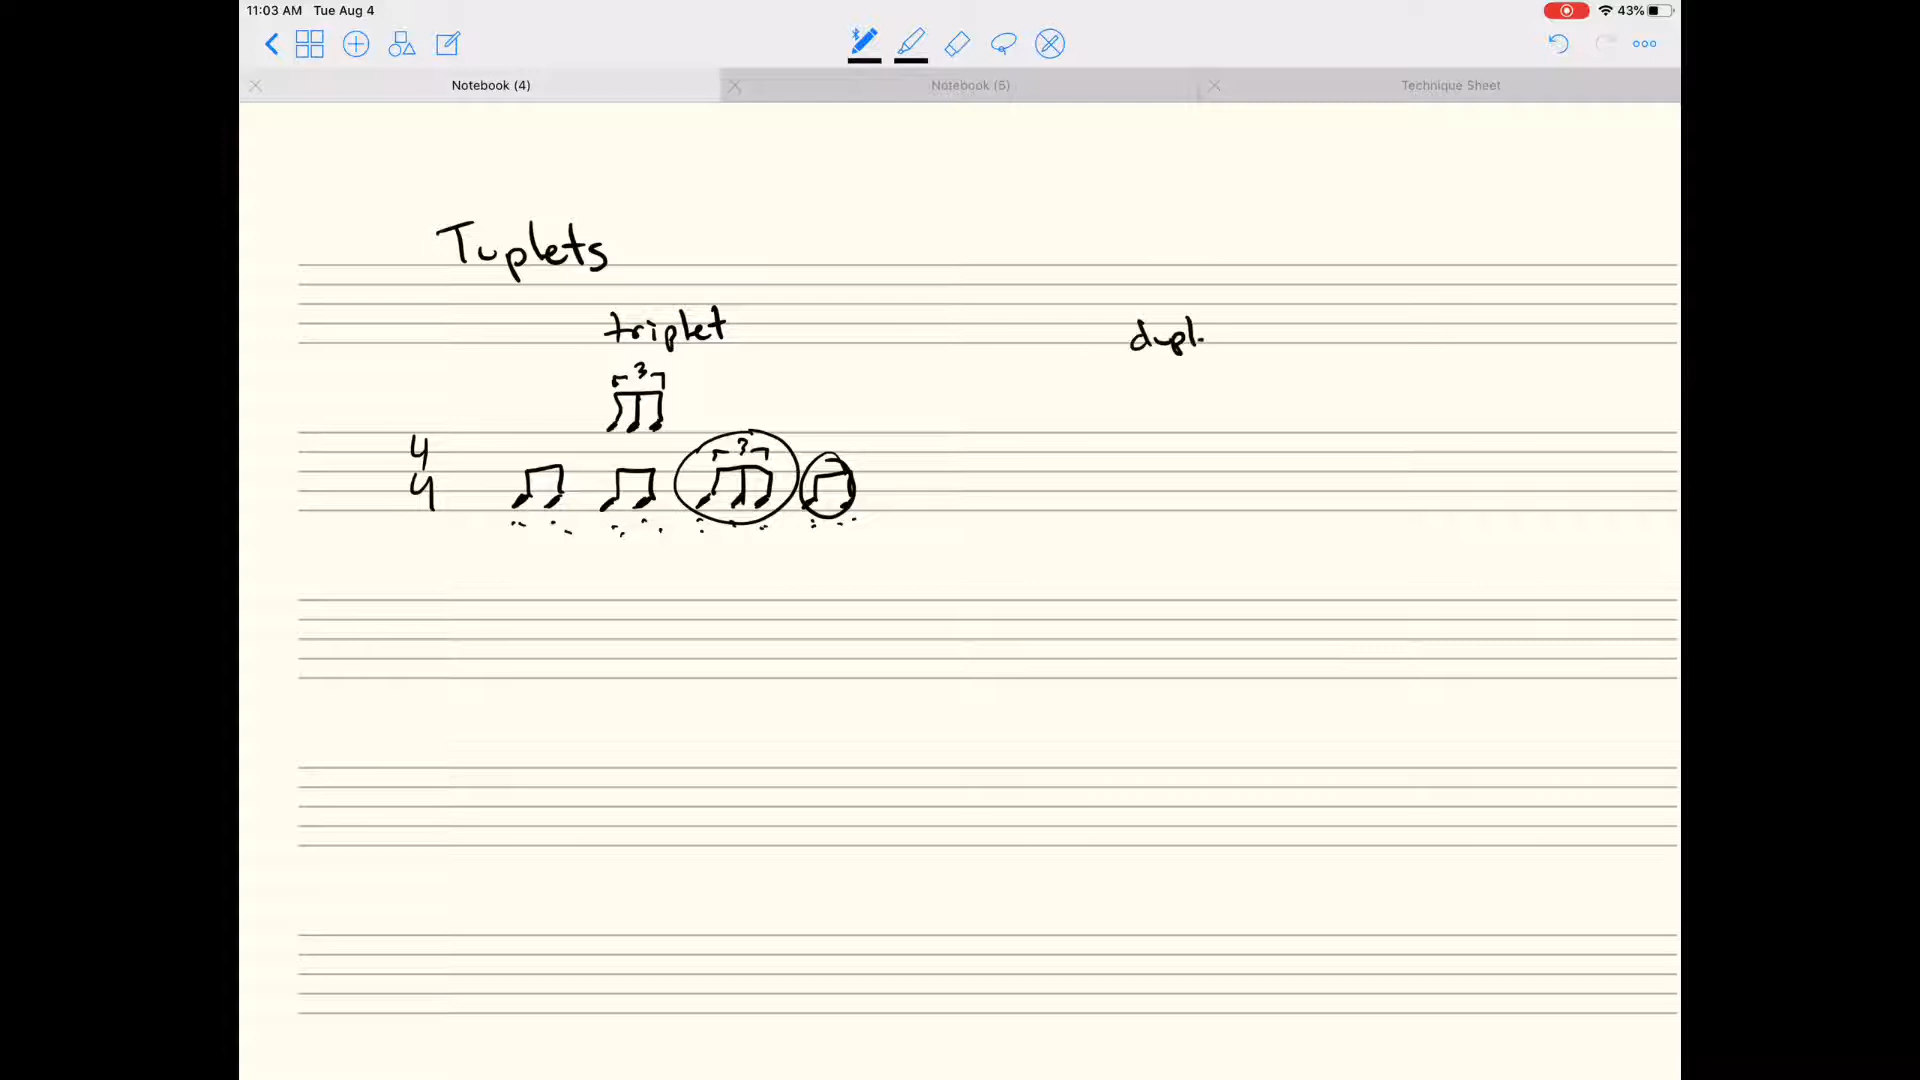 11:03 AM Tue Aug 4 43%
Notebook (4) Notebook (5) Technique Sheet
Tuplets
triplet dupl
3
3
4
4